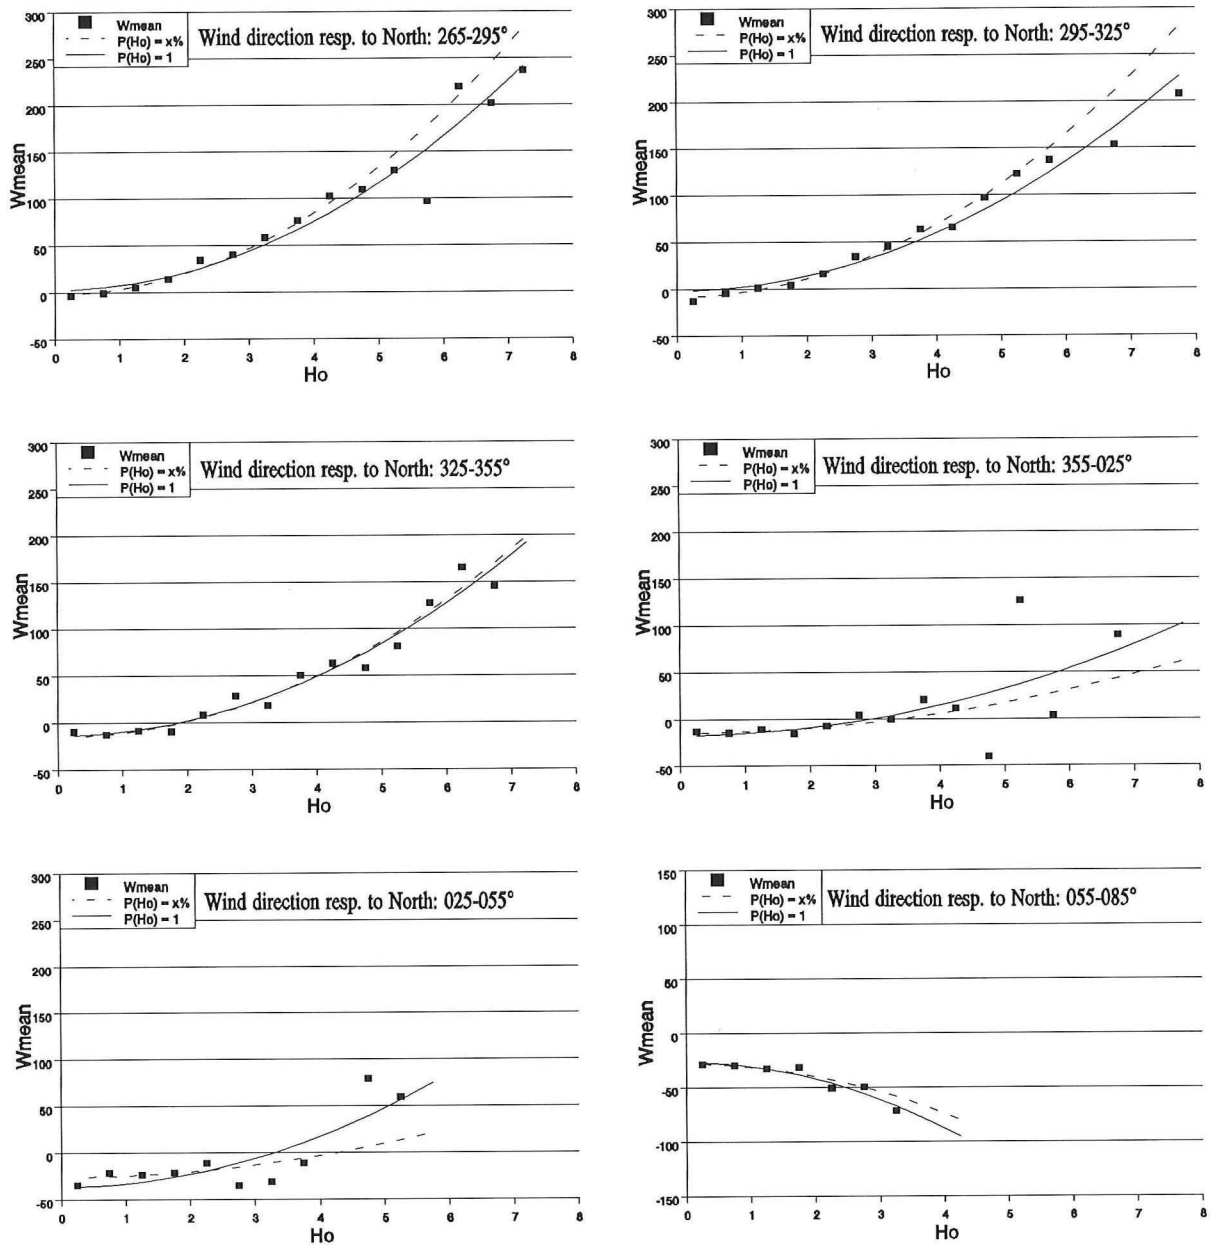 Wmean
P(Ho) = x%
P(Ho) = 1
Wind direction resp. to North: 265-295°
300
250
200
150
100
50
0
-50
Wmean
0 1 2 3 4 5 6 7 8
Ho
Wmean
P(Ho) = x%
P(Ho) = 1
Wind direction resp. to North: 295-325°
300
250
200
150
100
50
0
-50
Wmean
0 1 2 3 4 5 6 7 8
Ho
Wmean
P(Ho) = x%
P(Ho) = 1
Wind direction resp. to North: 325-355°
300
250
200
150
100
50
0
-50
Wmean
0 1 2 3 4 5 6 7 8
Ho
Wmean
P(Ho) = x%
P(Ho) = 1
Wind direction resp. to North: 355-025°
300
250
200
150
100
50
0
-50
Wmean
0 1 2 3 4 5 6 7 8
Ho
Wmean
P(Ho) = x%
P(Ho) = 1
Wind direction resp. to North: 025-055°
300
250
200
150
100
50
0
-50
Wmean
0 1 2 3 4 5 6 7 8
Ho
Wmean
P(Ho) = x%
P(Ho) = 1
Wind direction resp. to North: 055-085°
150
100
50
0
-50
-100
-150
Wmean
0 1 2 3 4 5 6 7 8
Ho